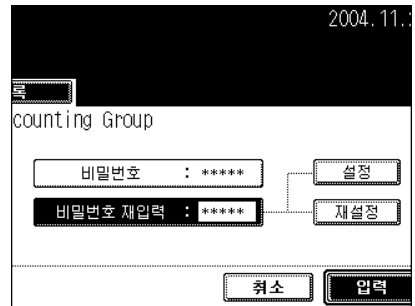 2004.11.
록
counting Group
비밀번호 : ***** 설정
비밀번호 재입력 : ***** 재설정
취소 입력